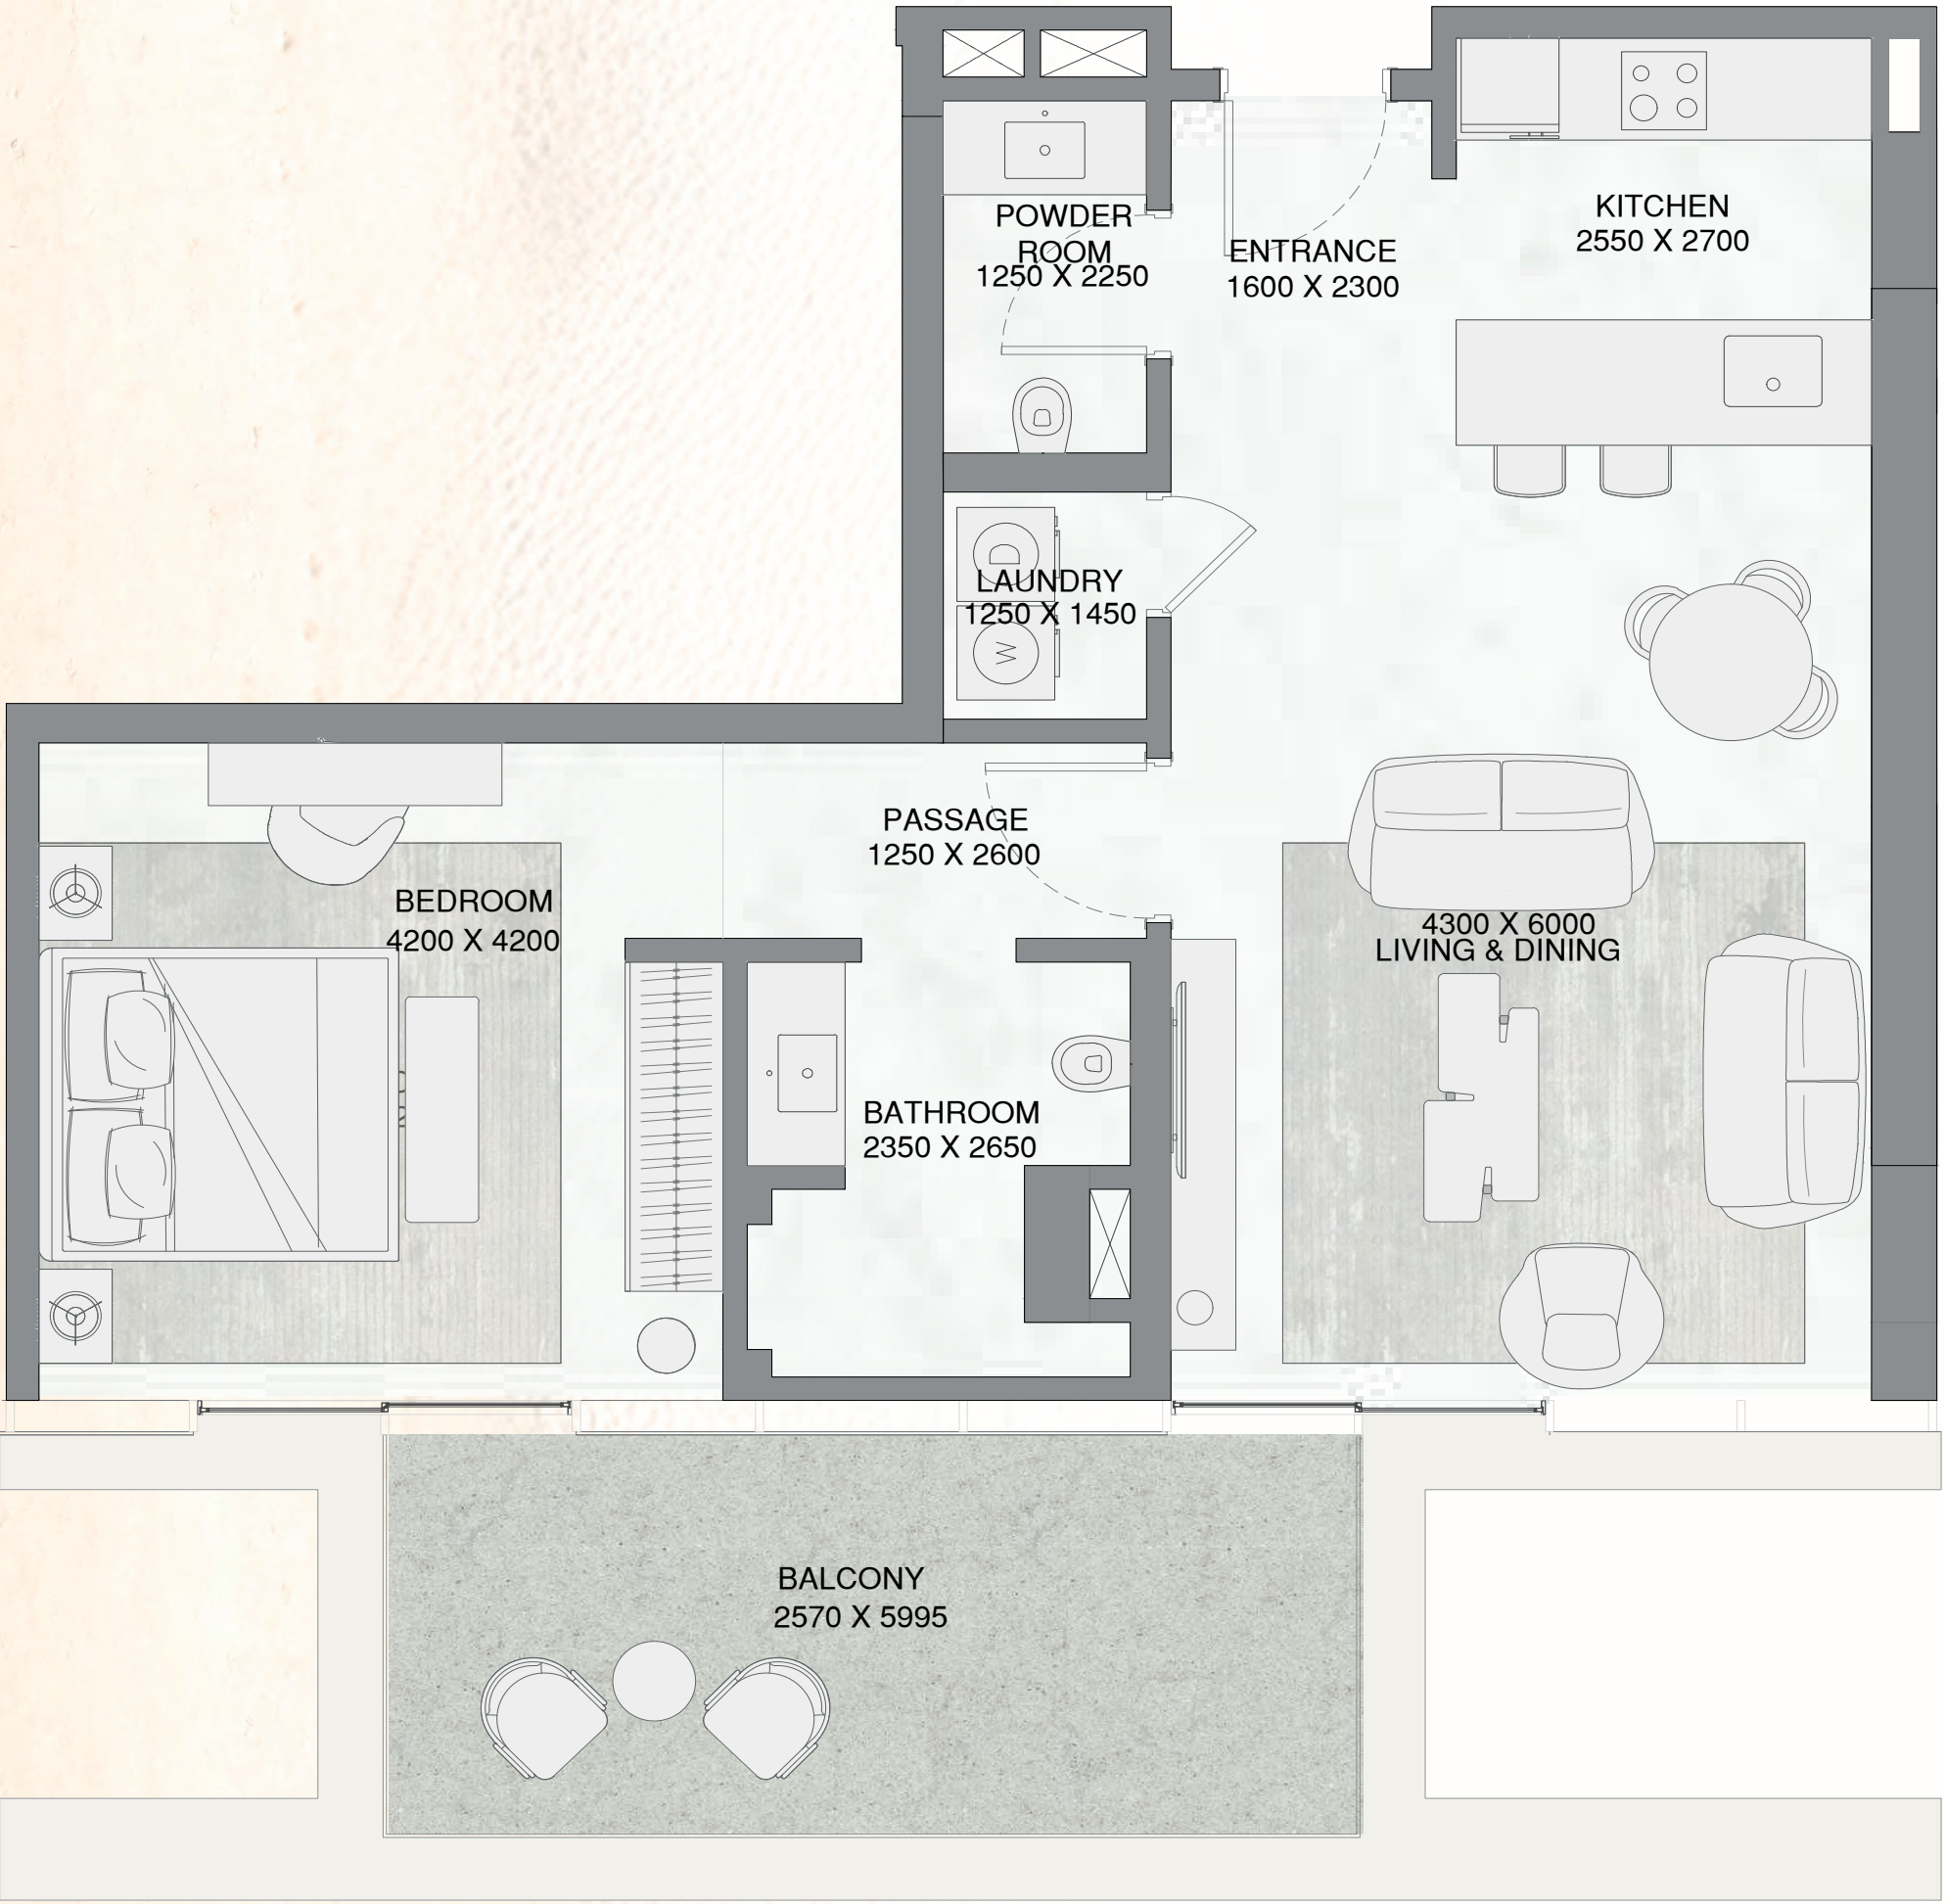 POWDER
ROOM
1250 X 2250
ENTRANCE
1600 X 2300
KITCHEN
2550 X 2700
D
LAUNDRY
1250 X 1450
W
PASSAGE
1250 X 2600
BEDROOM
4200 X 4200
4300 X 6000
LIVING & DINING
BATHROOM
2350 X 2650
BALCONY
2570 X 5995